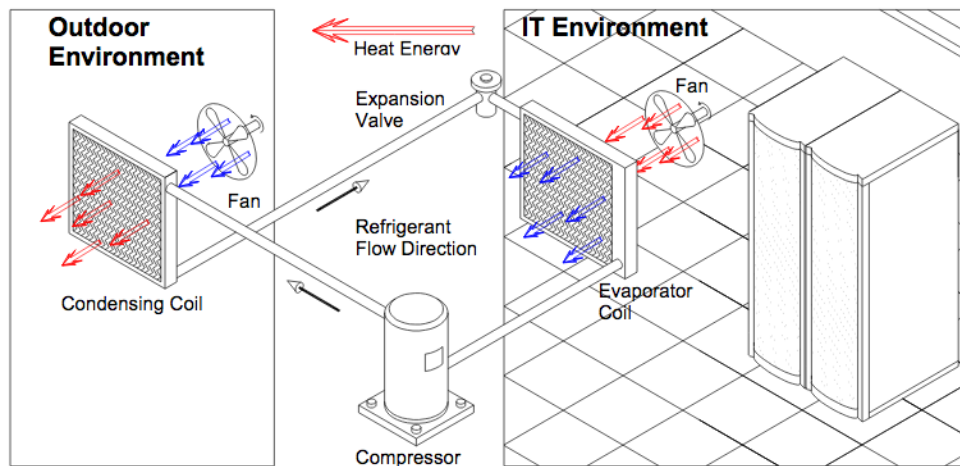 Outdoor
Environment
Heat Energy
IT Environment
Fan
Expansion
Valve
Fan
Refrigerant
Flow Direction
Condensing Coil
Evaporator
Coil
Compressor